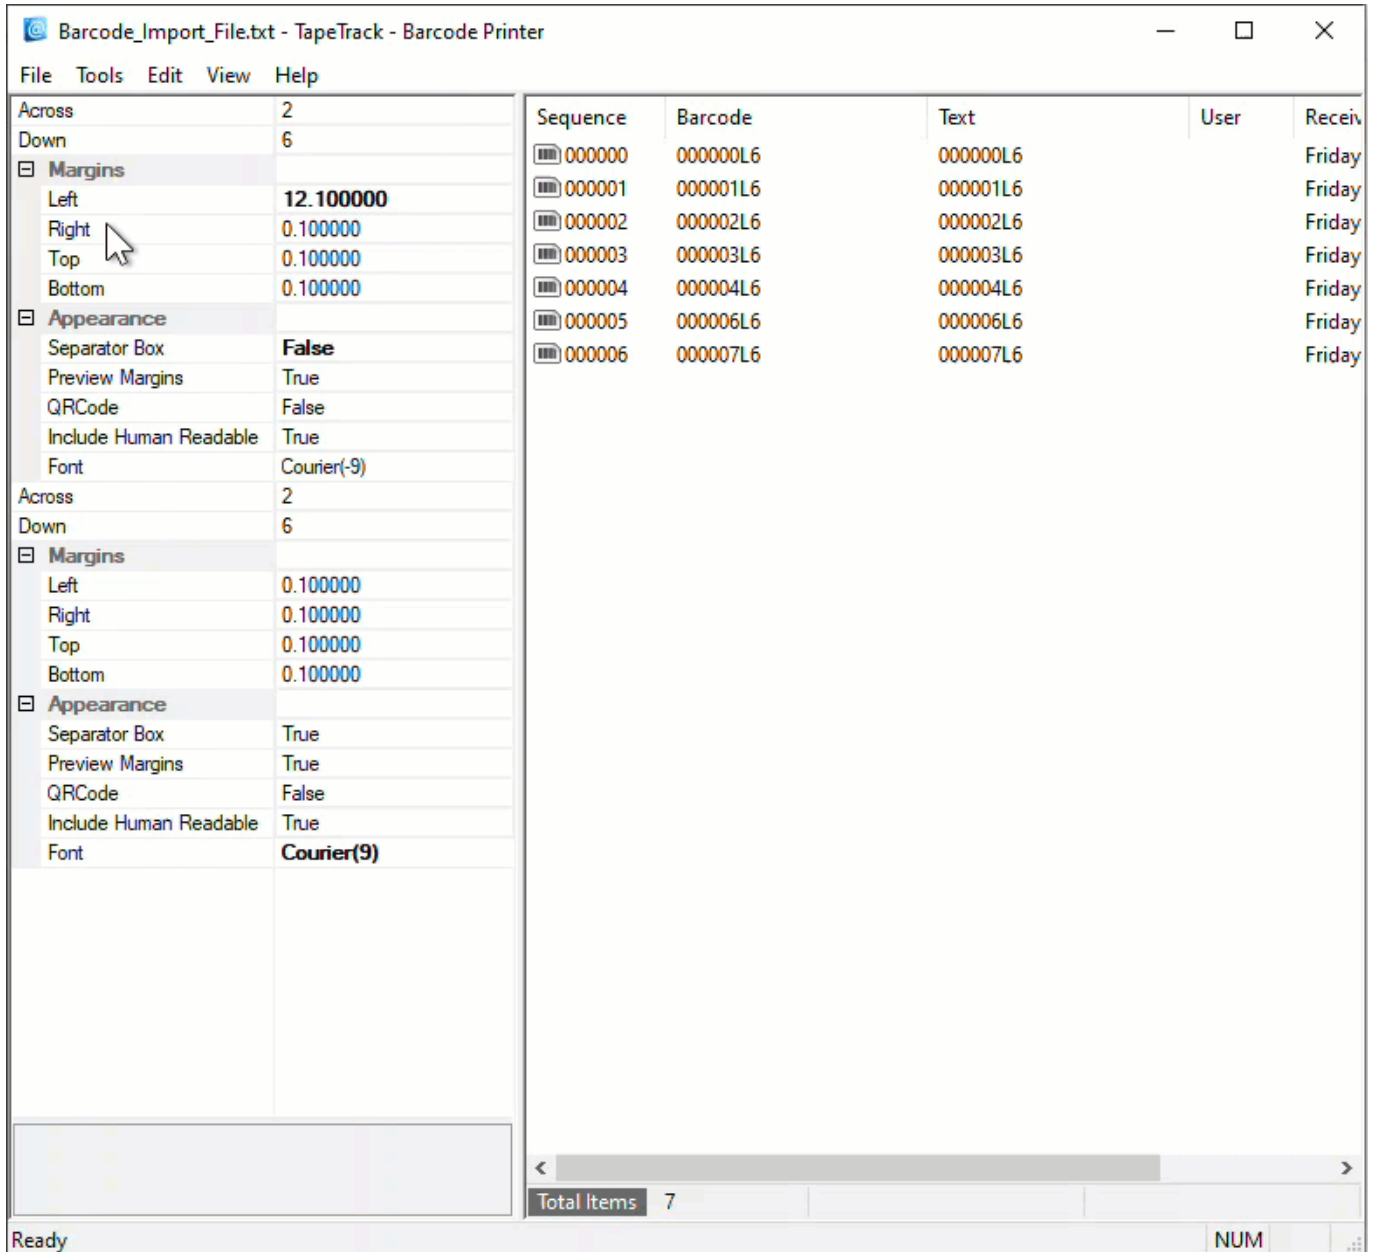 Barcode_Import_File.txt - TapeTrack - Barcode Printer
File Tools Edit View Help
Across 2
Down 6
Margins
Left 12.100000
Right 0.100000
Top 0.100000
Bottom 0.100000
Appearance
Separator Box False
Preview Margins True
QRCode False
Include Human Readable True
Font Courier(-9)
Across 2
Down 6
Margins
Left 0.100000
Right 0.100000
Top 0.100000
Bottom 0.100000
Appearance
Separator Box True
Preview Margins True
QRCode False
Include Human Readable True
Font Courier(9)
Sequence Barcode Text User Receiv
000000 000000L6 000000L6 Friday
000001 000001L6 000001L6 Friday
000002 000002L6 000002L6 Friday
000003 000003L6 000003L6 Friday
000004 000004L6 000004L6 Friday
000005 000006L6 000006L6 Friday
000006 000007L6 000007L6 Friday
Total Items 7
Ready NUM